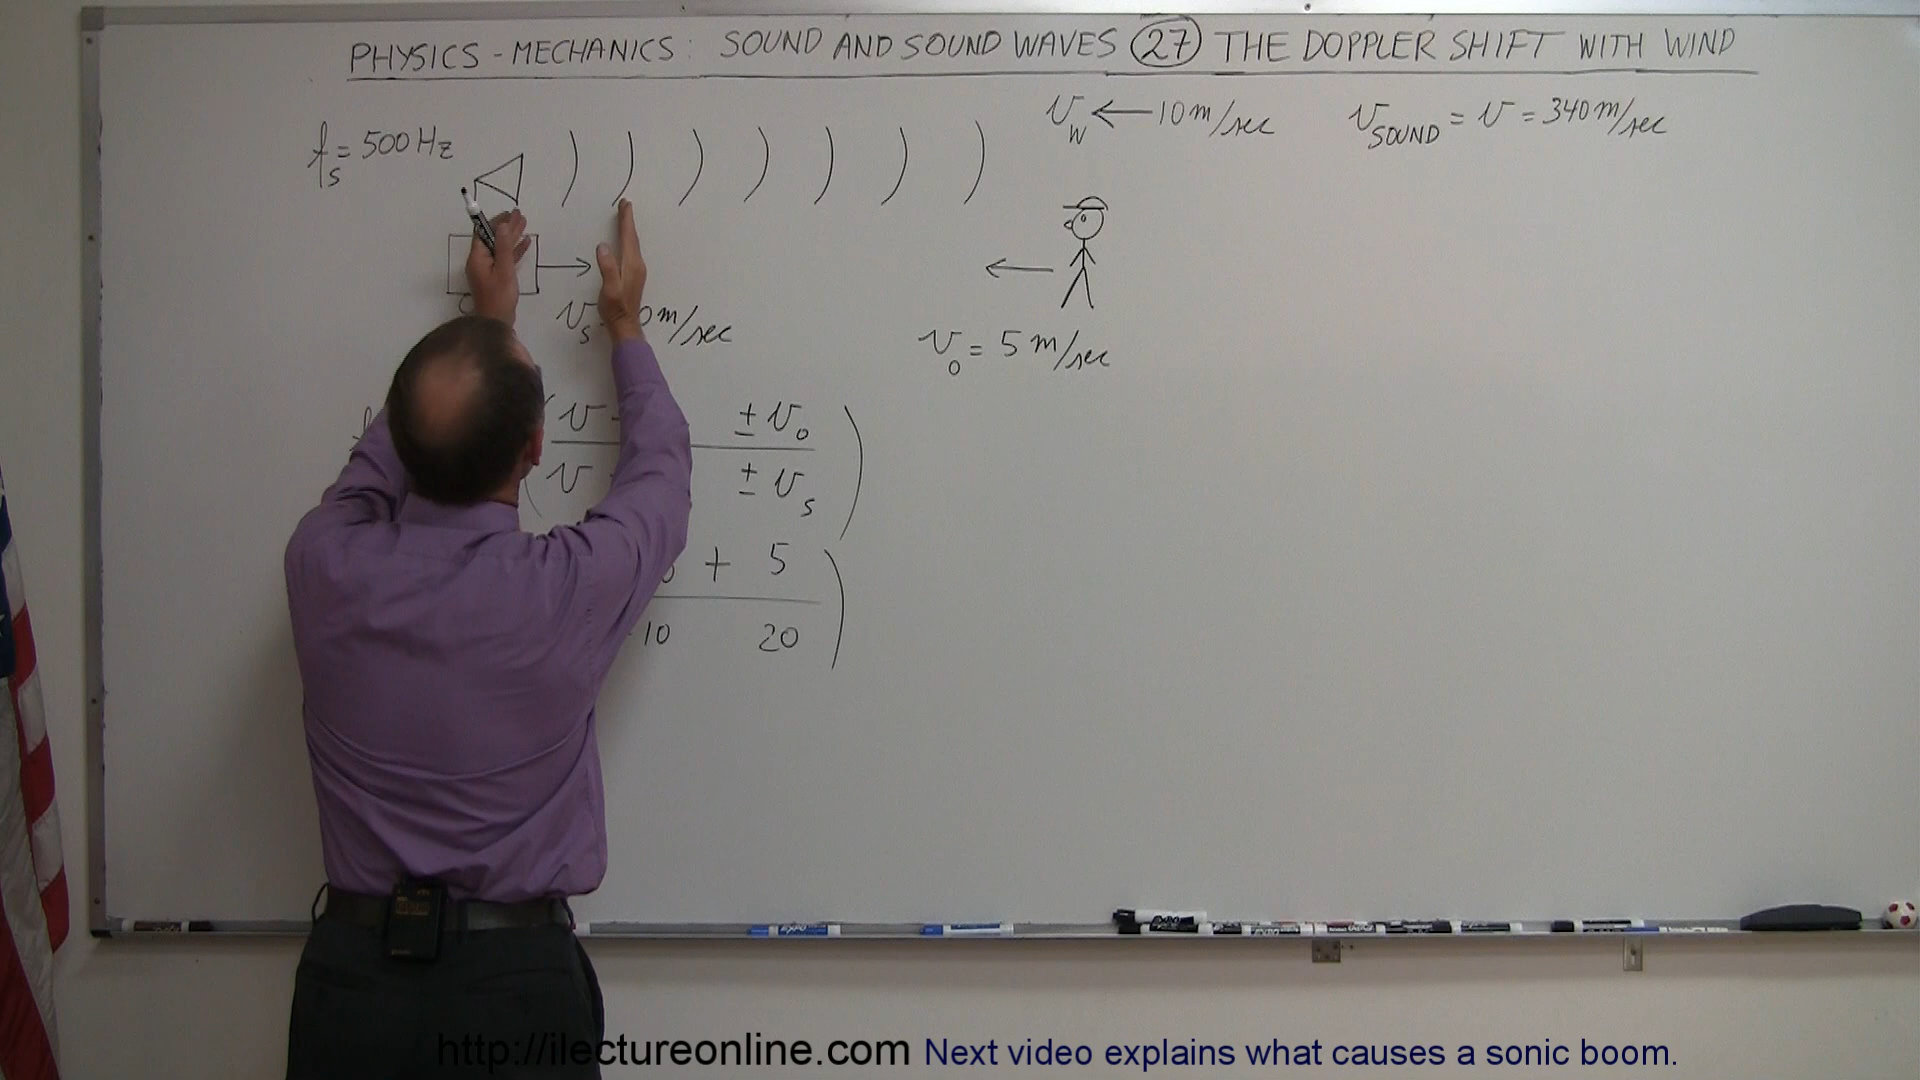 PHYSICS - MECHANICS: SOUND AND SOUND WAVES 27 THE DOPPLER SHIFT WITH WIND
v_W ← 10 m/sec v_SOUND = v = 340 m/sec
f_s = 500 Hz
v_s 0 m/sec
v_o = 5 m/sec
( v ± v_o )
v ± v_s
+ 5 )
10 20
http://ilectureonline.com Next video explains what causes a sonic boom.